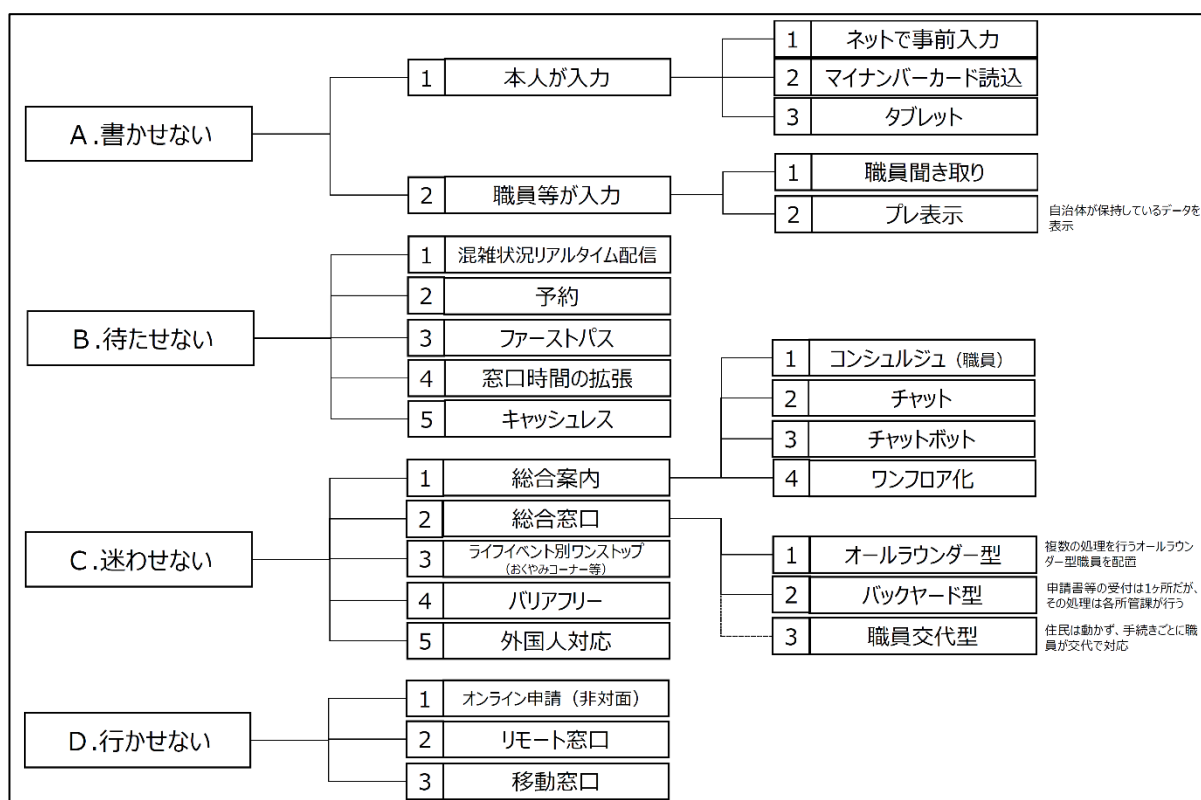 A.書かせない
1 本人が入力
1 ネットで事前入力
2 マイナンバーカード読込
3 タブレット
2 職員等が入力
1 職員聞き取り
2 プレ表示
自治体が保持しているデータを
表示
B.待たせない
1 混雑状況リアルタイム配信
2 予約
3 ファーストパス
4 窓口時間の拡張
5 キャッシュレス
C.迷わせない
1 総合案内
1 コンシュルジュ（職員）
2 チャット
3 チャットボット
4 ワンフロア化
2 総合窓口
1 オールラウンダー型
複数の処理を行うオールラウン
ダー型職員を配置
2 バックヤード型
申請書等の受付は1ヶ所だが、
その処理は各所管課が行う
3 職員交代型
住民は動かず、手続きごとに職
員が交代で対応
3 ライフイベント別ワンストップ
（おくやみコーナー等）
4 バリアフリー
5 外国人対応
D.行かせない
1 オンライン申請（非対面）
2 リモート窓口
3 移動窓口